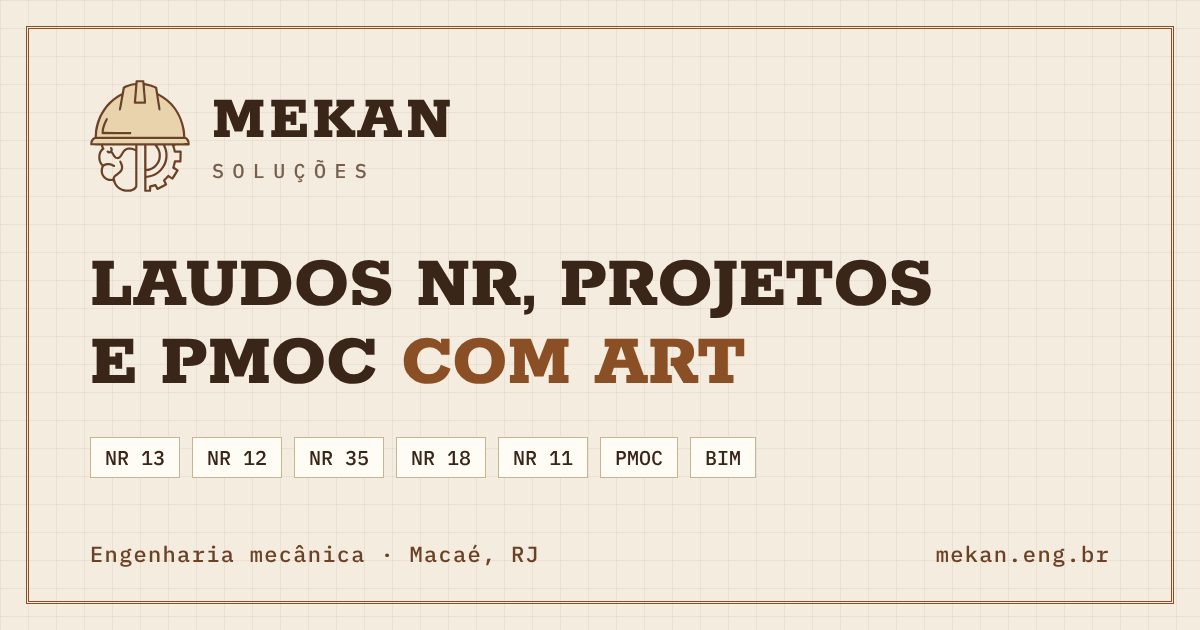 MEKAN
SOLUÇÕES
LAUDOS NR, PROJETOS
E PMOC COM ART
NR 13 NR 12 NR 35 NR 18 NR 11 PMOC BIM
Engenharia mecânica · Macaé, RJ
mekan.eng.br